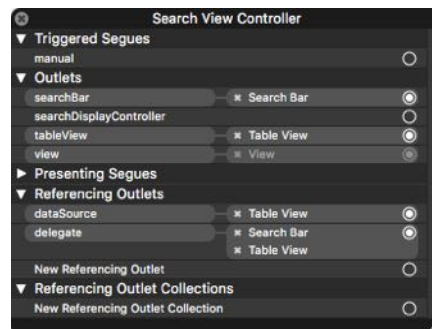 Search View Controller
Triggered Segues
manual
Outlets
searchBar Search Bar
searchDisplayController
tableView Table View
view View
Presenting Segues
Referencing Outlets
dataSource Table View
delegate Search Bar
Table View
New Referencing Outlet
Referencing Outlet Collections
New Referencing Outlet Collection